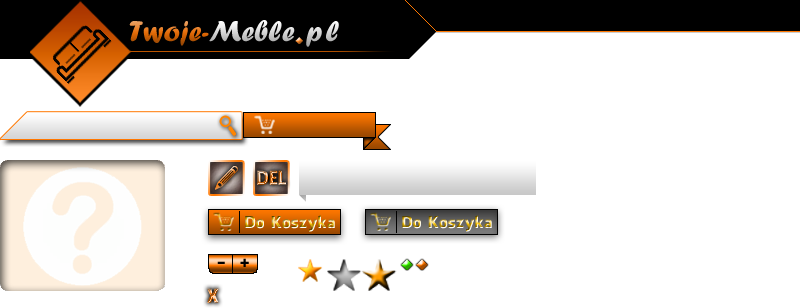 Twoje-Meble.pl
?
DEL
Do Koszyka
Do Koszyka
- +
X